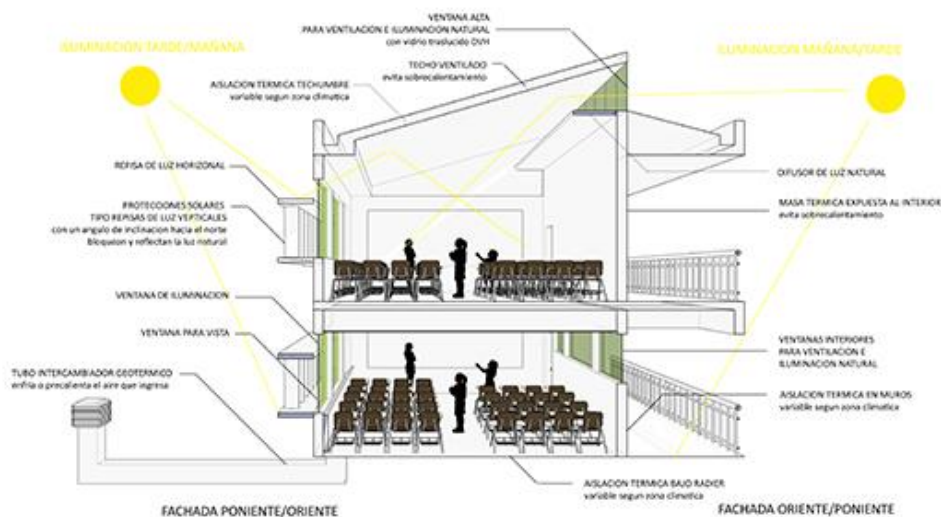 VENTANA ALTA
PARA VENTILACION E ILUMINACION NATURAL
con vidrio traslucido DVH
ILUMINACION TARDE/MAÑANA
ILUMINACION MAÑANA/TARDE
TECHO VENTILADO
evita sobrecalentamiento
AISLACION TERMICA TECHUMBRE
variable segun zona climatica
REPISA DE LUZ HORIZONAL
DIFUSOR DE LUZ NATURAL
PROTECCIONES SOLARES
TIPO REPISAS DE LUZ VEPTICALES
con un angulo de inclinacion hacia el norte
bloqueon y reflectan la luz natural
MASA TERMICA EXPUESTA AL INTERIOR
evita sobrecalentamiento
VENTANA DE ILUMINACION
VENTANA PARA VISTA
VENTANAS INTERIORES
PARA VENTILACION E
ILUMINACION NATURAL
TUBO INTERCAMBIADOR GEOTERMICO
enfria o precalienta el aire que ingresa
AISLACION TERMICA EN MUROS
variable segun zona climatica
AISLACION TERMICA BAJO RADIER
variable segun zona climatica
FACHADA PONIENTE/ORIENTE
FACHADA ORIENTE/PONIENTE